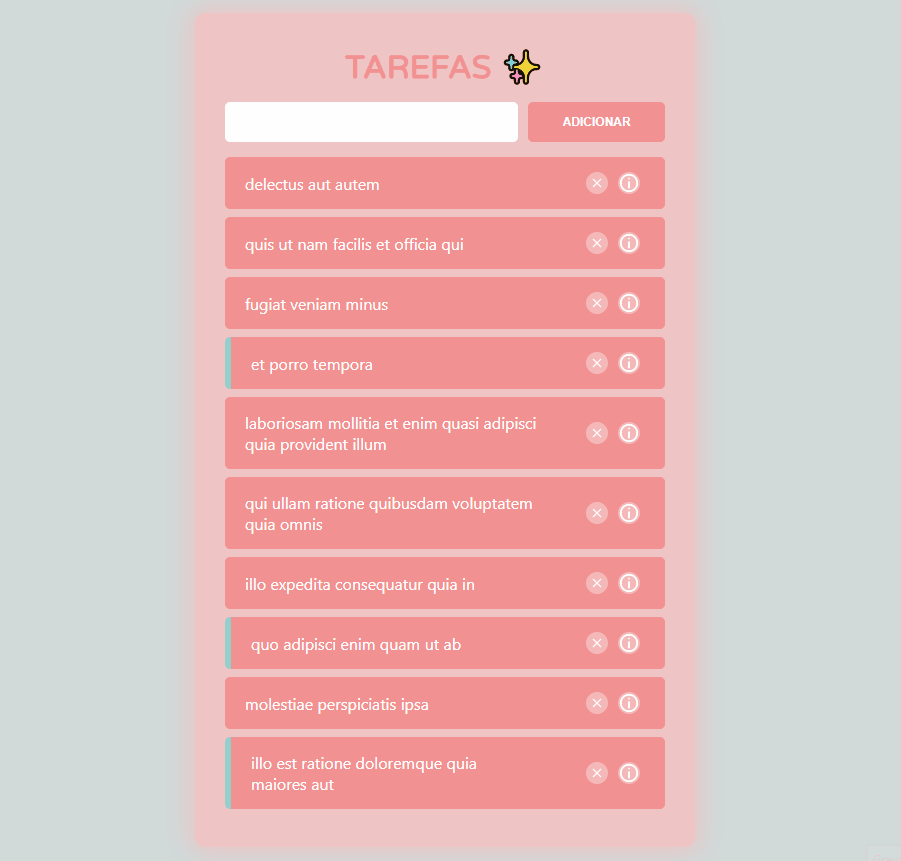 TAREFAS
ADICIONAR
delectus aut autem
quis ut nam facilis et officia qui
fugiat veniam minus
et porro tempora
laboriosam mollitia et enim quasi adipisci
quia provident illum
qui ullam ratione quibusdam voluptatem
quia omnis
illo expedita consequatur quia in
quo adipisci enim quam ut ab
molestiae perspiciatis ipsa
illo est ratione doloremque quia
maiores aut